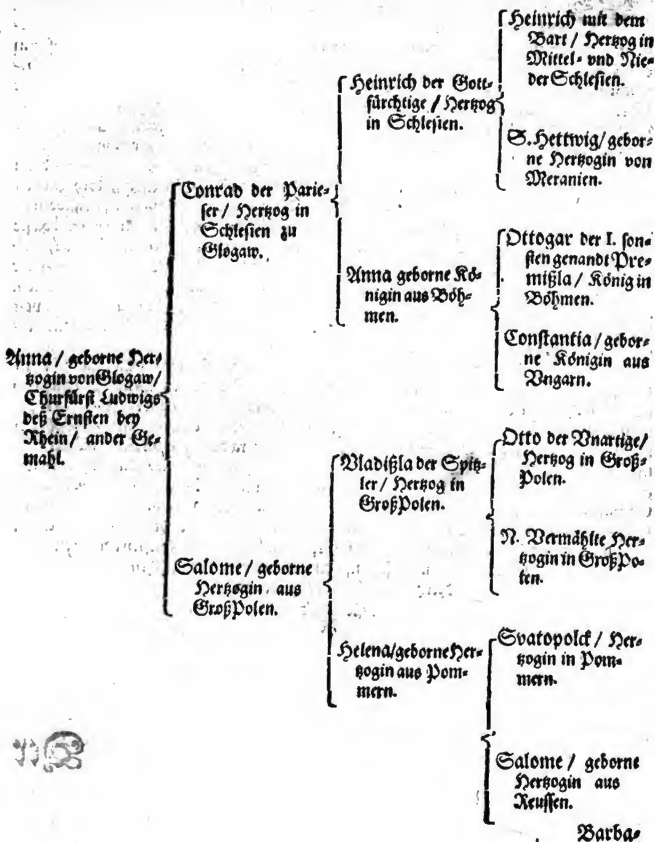 Anna / geborne Her⸗
tzogin von Glogaw /
Churfürst Ludwigs
deß Ernsten bey
Rhein / ander Ge⸗
mahl.
Conrad der Parie⸗
ser / Hertzog in
Schlesien zu
Glogaw.
Salome / geborne
Hertzogin aus
GroßPolen.
Heinrich der Gott⸗
fürchtige / Hertzog
in Schlesien.
Anna geborne Kö⸗
nigin aus Böh⸗
men.
Vladißla der Spitz⸗
ler / Hertzog in
GroßPolen.
Helena/geborne Her⸗
tzogin aus Pom⸗
mern.
Heinrich mit dem
Bart / Hertzog in
Mittel⸗ vnd Nie⸗
der Schlesien.
S. Hettwig / gebor⸗
ne Hertzogin von
Meranien.
Ottogar der I. son⸗
sten genandt Pre⸗
mißla / König in
Böhmen.
Constantia / gebor⸗
ne Königin aus
Vngarn.
Otto der Vnartige /
Hertzog in Groß⸗
Polen.
N. Vermählte Her⸗
tzogin in GroßPo⸗
len.
Svatopolck / Her⸗
tzog in Pom⸗
mern.
Salome / geborne
Hertzogin aus
Reussen.
Barba⸗